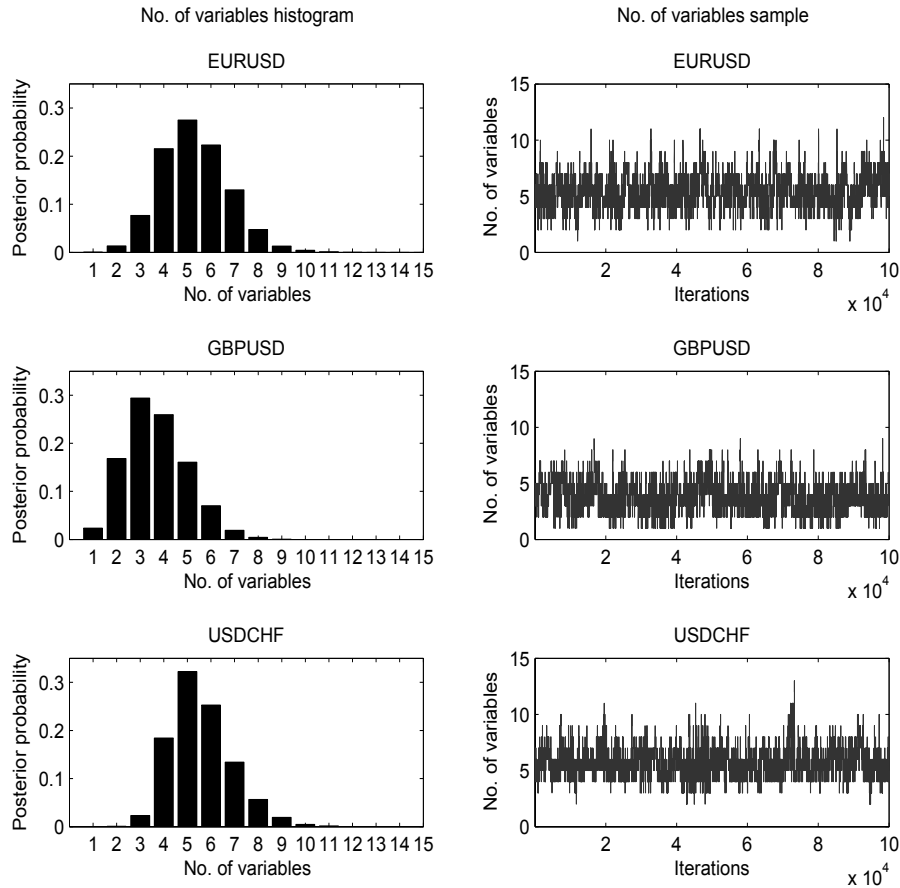 No. of variables histogram
No. of variables sample
EURUSD
Posterior probability
0.3
0.2
0.1
0
1 2 3 4 5 6 7 8 9 10 11 12 13 14 15
No. of variables
EURUSD
No. of variables
15
10
5
0
2 4 6 8 10
Iterations
x 10^4
GBPUSD
Posterior probability
0.3
0.2
0.1
0
1 2 3 4 5 6 7 8 9 10 11 12 13 14 15
No. of variables
GBPUSD
No. of variables
15
10
5
0
2 4 6 8 10
Iterations
x 10^4
USDCHF
Posterior probability
0.3
0.2
0.1
0
1 2 3 4 5 6 7 8 9 10 11 12 13 14 15
No. of variables
USDCHF
No. of variables
15
10
5
0
2 4 6 8 10
Iterations
x 10^4